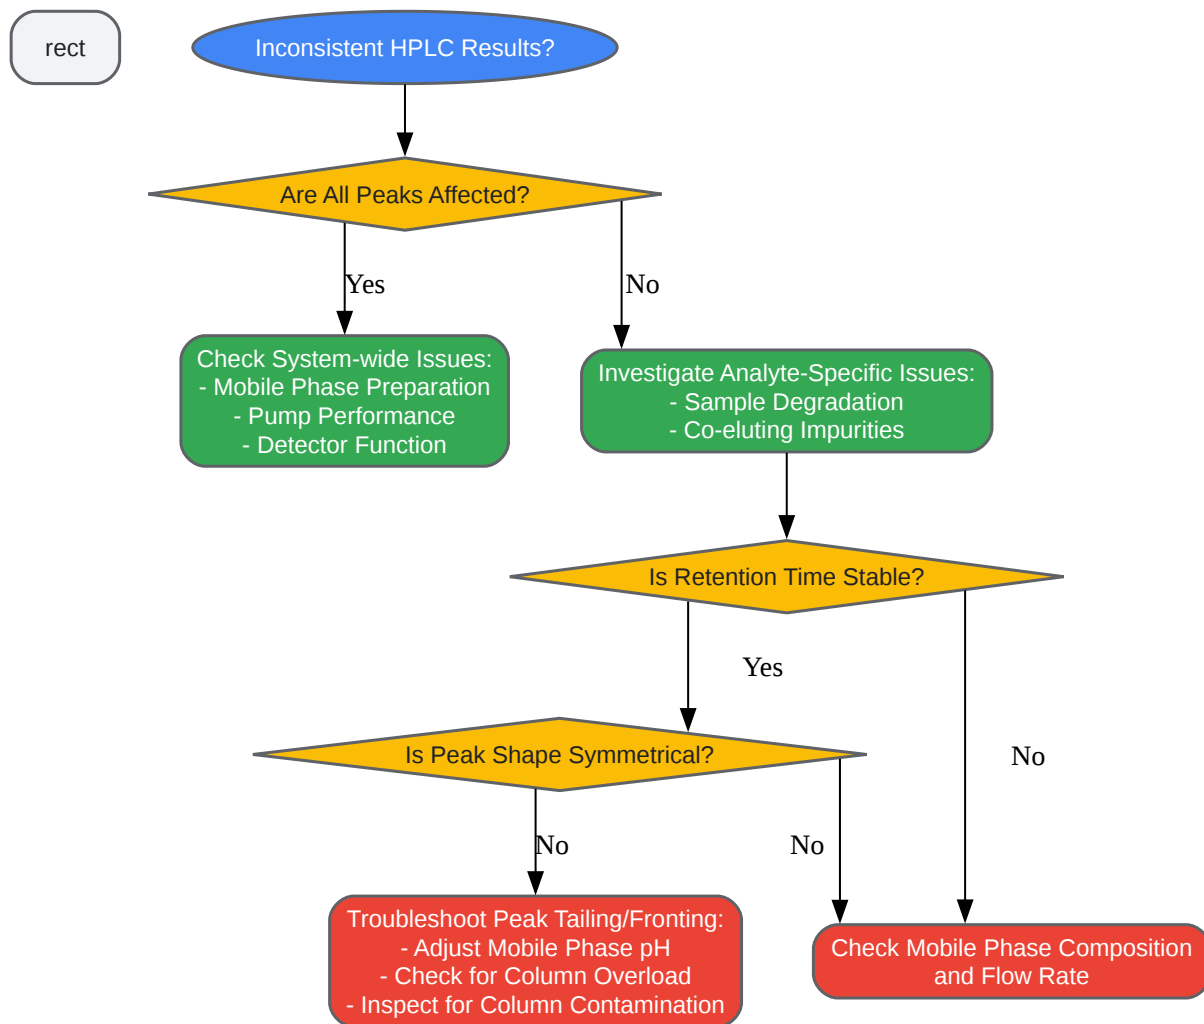 rect
Inconsistent HPLC Results?
Are All Peaks Affected?
Yes
No
Check System-wide Issues:
- Mobile Phase Preparation
- Pump Performance
- Detector Function
Investigate Analyte-Specific Issues:
- Sample Degradation
- Co-eluting Impurities
Is Retention Time Stable?
Yes
No
Is Peak Shape Symmetrical?
No
No
Troubleshoot Peak Tailing/Fronting:
- Adjust Mobile Phase pH
- Check for Column Overload
- Inspect for Column Contamination
Check Mobile Phase Composition
and Flow Rate